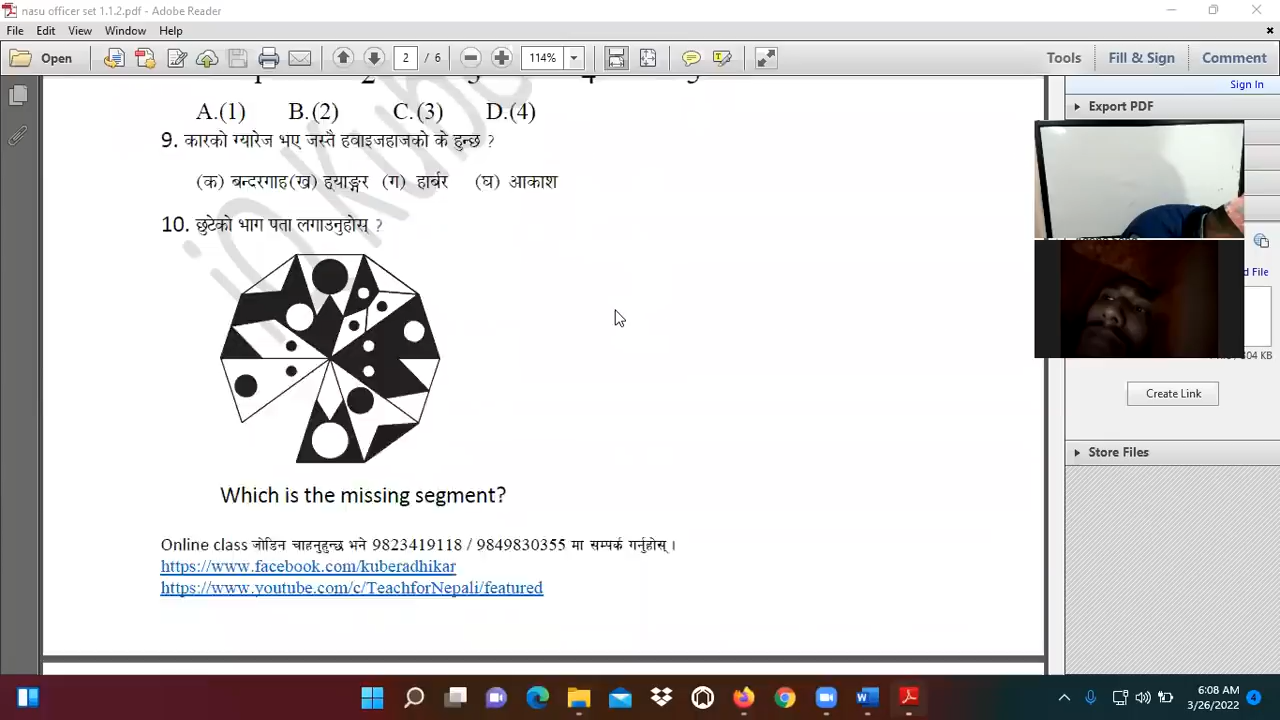 nasu officer set 1.1.2.pdf - Adobe Reader
File Edit View Window Help
Open 2 / 6 114% Tools Fill & Sign Comment
Sign In
Export PDF
A.(1) B.(2) C.(3) D.(4)
9. कारको ग्यारेज भए जस्तै हवाइजहाजको के हुन्छ ?
(क) बन्दरगाह (ख) हयाङ्गर (ग) हार्बर (घ) आकाश
10. छुटेको भाग पता लगाउनुहोस् ?
Create Link
Store Files
Which is the missing segment?
Online class जोडिन चाहनुहुन्छ भने 9823419118 / 9849830355 मा सम्पर्क गर्नुहोस् ।
https://www.facebook.com/kuberadhikar
https://www.youtube.com/c/TeachforNepali/featured
6:08 AM
3/26/2022
4